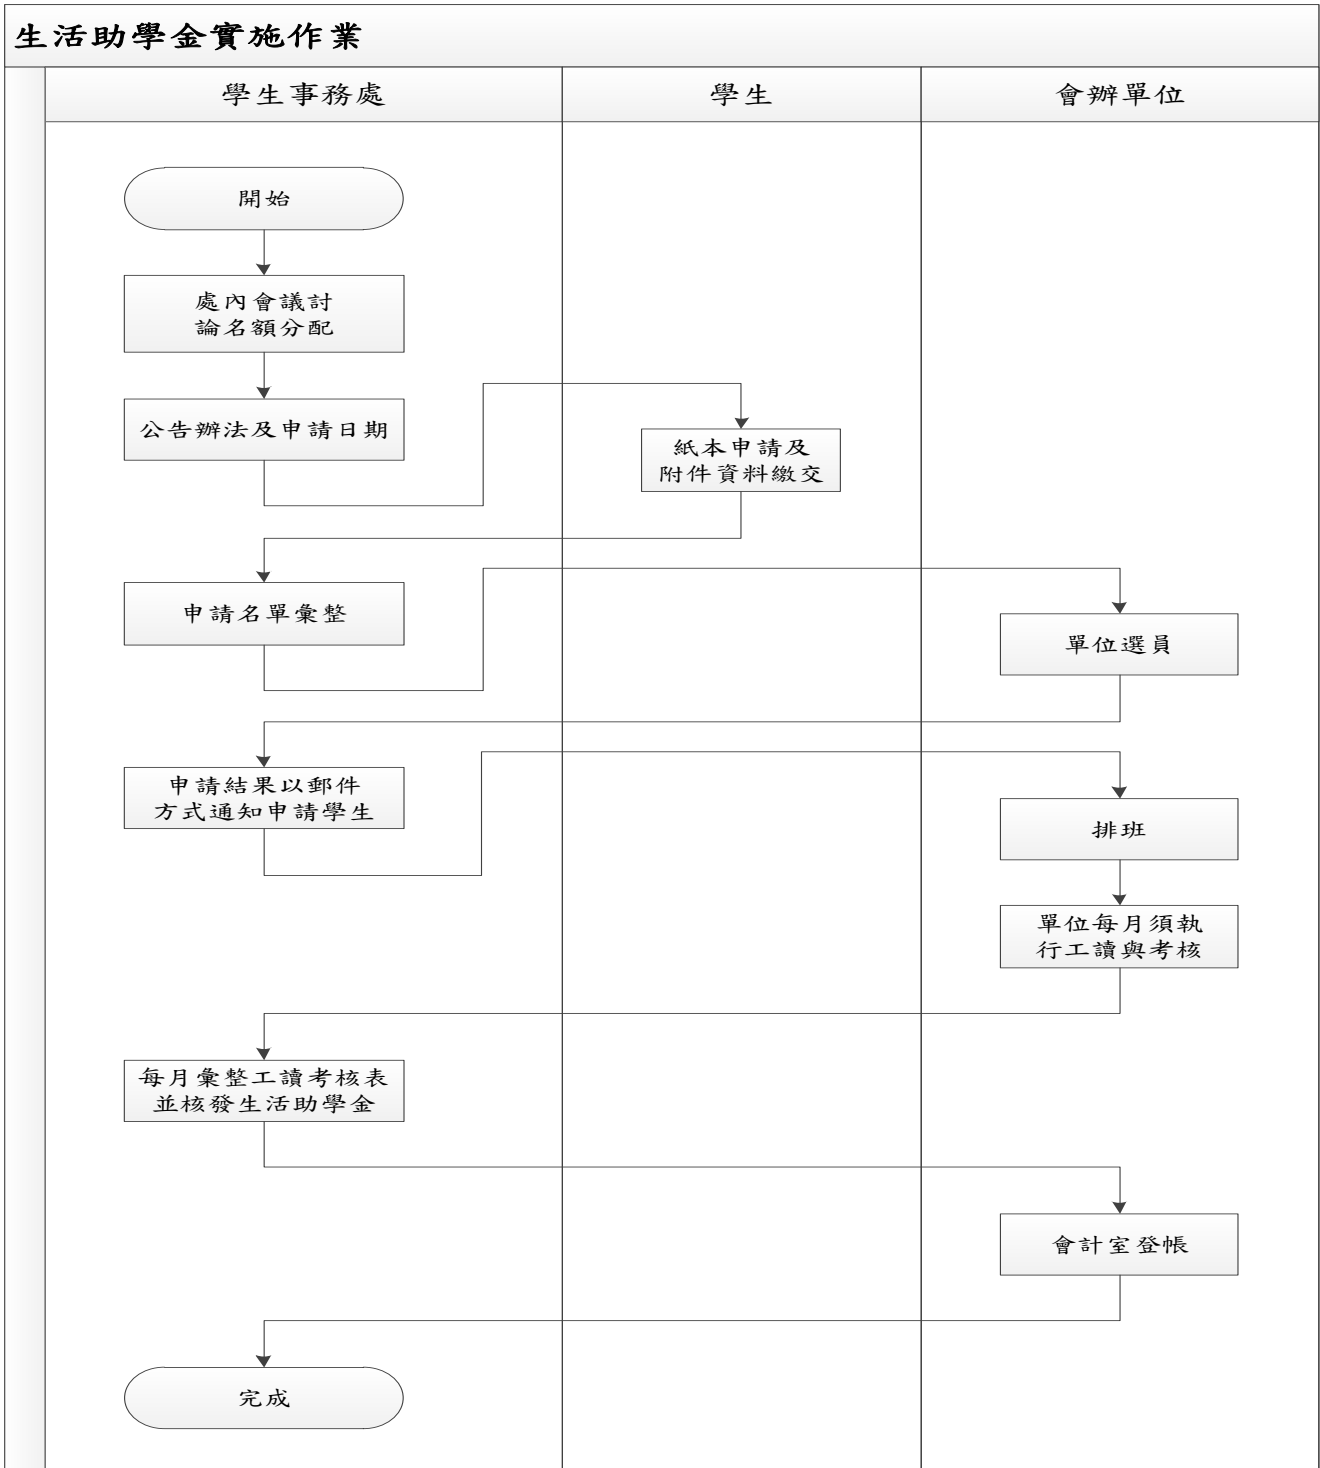 生活助學金實施作業
學生事務處
學生
會辦單位
開始
處內會議討
論名額分配
公告辦法及申請日期
紙本申請及
附件資料繳交
申請名單彙整
單位選員
申請結果以郵件
方式通知申請學生
排班
單位每月須執
行工讀與考核
每月彙整工讀考核表
並核發生活助學金
會計室登帳
完成